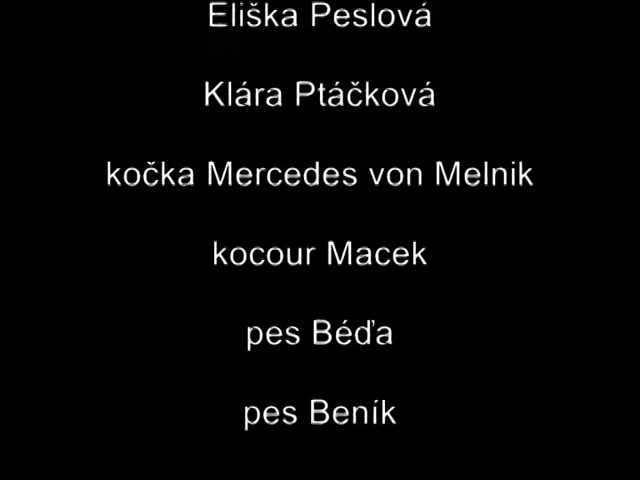 Eliška Peslová
Klára Ptáčková
kočka Mercedes von Melnik
kocour Macek
pes Béďa
pes Beník